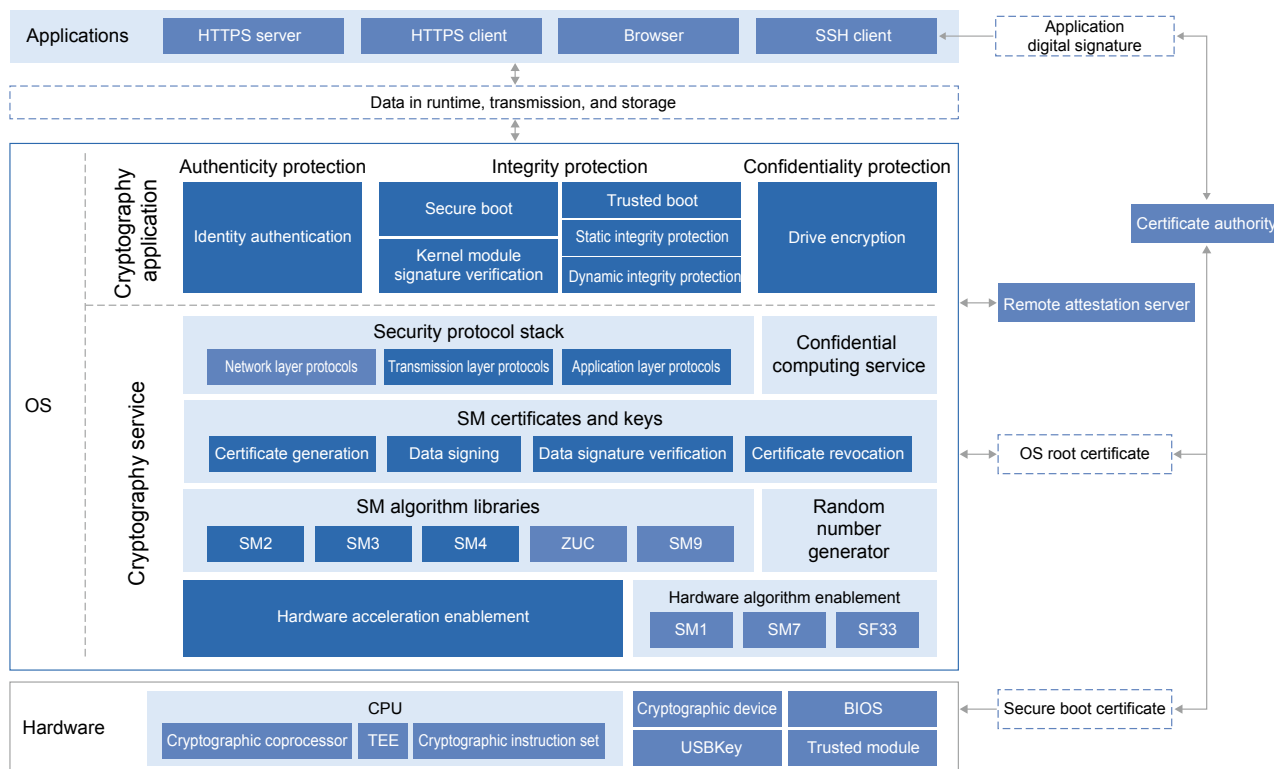 Applications
HTTPS server
HTTPS client
Browser
SSH client
Application
digital signature
Data in runtime, transmission, and storage
OS
Cryptography
application
Authenticity protection
Identity authentication
Integrity protection
Secure boot
Kernel module
signature verification
Trusted boot
Static integrity protection
Dynamic integrity protection
Confidentiality protection
Drive encryption
Certificate authority
Remote attestation server
Cryptography service
Security protocol stack
Network layer protocols
Transmission layer protocols
Application layer protocols
Confidential
computing service
SM certificates and keys
Certificate generation
Data signing
Data signature verification
Certificate revocation
OS root certificate
SM algorithm libraries
SM2
SM3
SM4
ZUC
SM9
Random
number
generator
Hardware acceleration enablement
Hardware algorithm enablement
SM1
SM7
SF33
Hardware
CPU
Cryptographic coprocessor
TEE
Cryptographic instruction set
Cryptographic device
BIOS
USBKey
Trusted module
Secure boot certificate